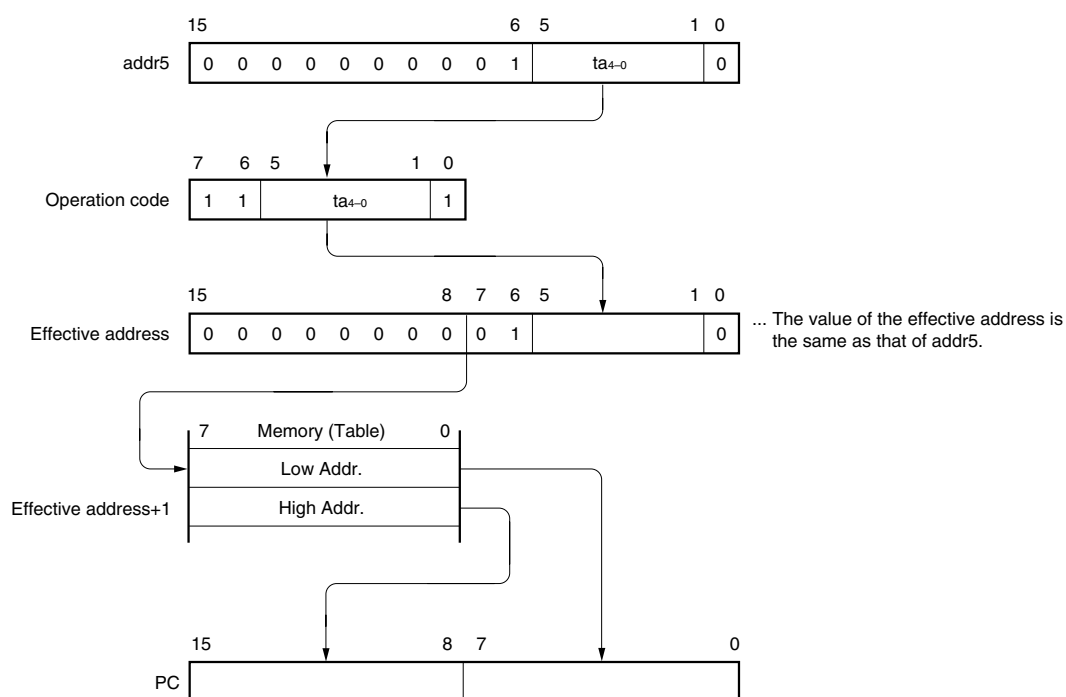 15 6 5 1 0
addr5 0 0 0 0 0 0 0 0 0 1 ta4–0 0
7 6 5 1 0
Operation code 1 1 ta4–0 1
15 8 7 6 5 1 0
Effective address 0 0 0 0 0 0 0 0 0 1 0 ... The value of the effective address is
the same as that of addr5.
7 Memory (Table) 0
Low Addr.
Effective address+1 High Addr.
15 8 7 0
PC